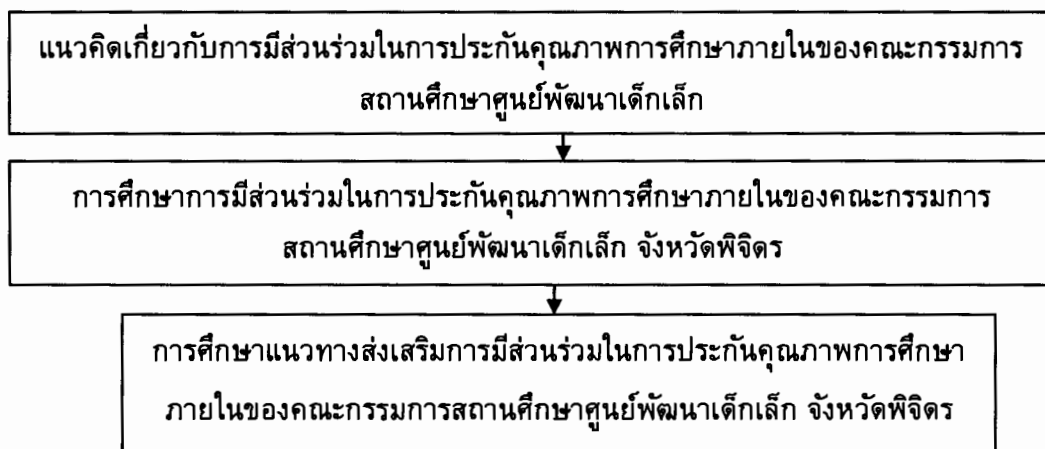 แนวคิดเกี่ยวกับการมีส่วนร่วมในการประกันคุณภาพการศึกษาภายในของคณะกรรมการ
สถานศึกษาศูนย์พัฒนาเด็กเล็ก
การศึกษาการมีส่วนร่วมในการประกันคุณภาพการศึกษาภายในของคณะกรรมการ
สถานศึกษาศูนย์พัฒนาเด็กเล็ก จังหวัดพิจิตร
การศึกษาแนวทางส่งเสริมการมีส่วนร่วมในการประกันคุณภาพการศึกษา
ภายในของคณะกรรมการสถานศึกษาศูนย์พัฒนาเด็กเล็ก จังหวัดพิจิตร